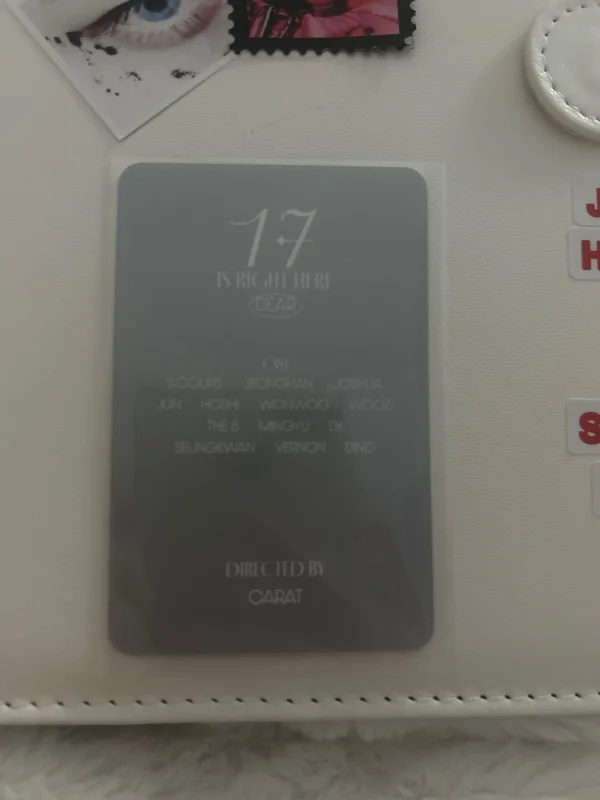 17
IS RIGHT HERE
DEAR
CAST
S.COUPS JEONGHAN JOSHUA
JUN HOSHI WONWOO WOOZI
THE 8 MINGYU DK
SEUNGKWAN VERNON DINO
DIRECTED BY
CARAT
J
H
S